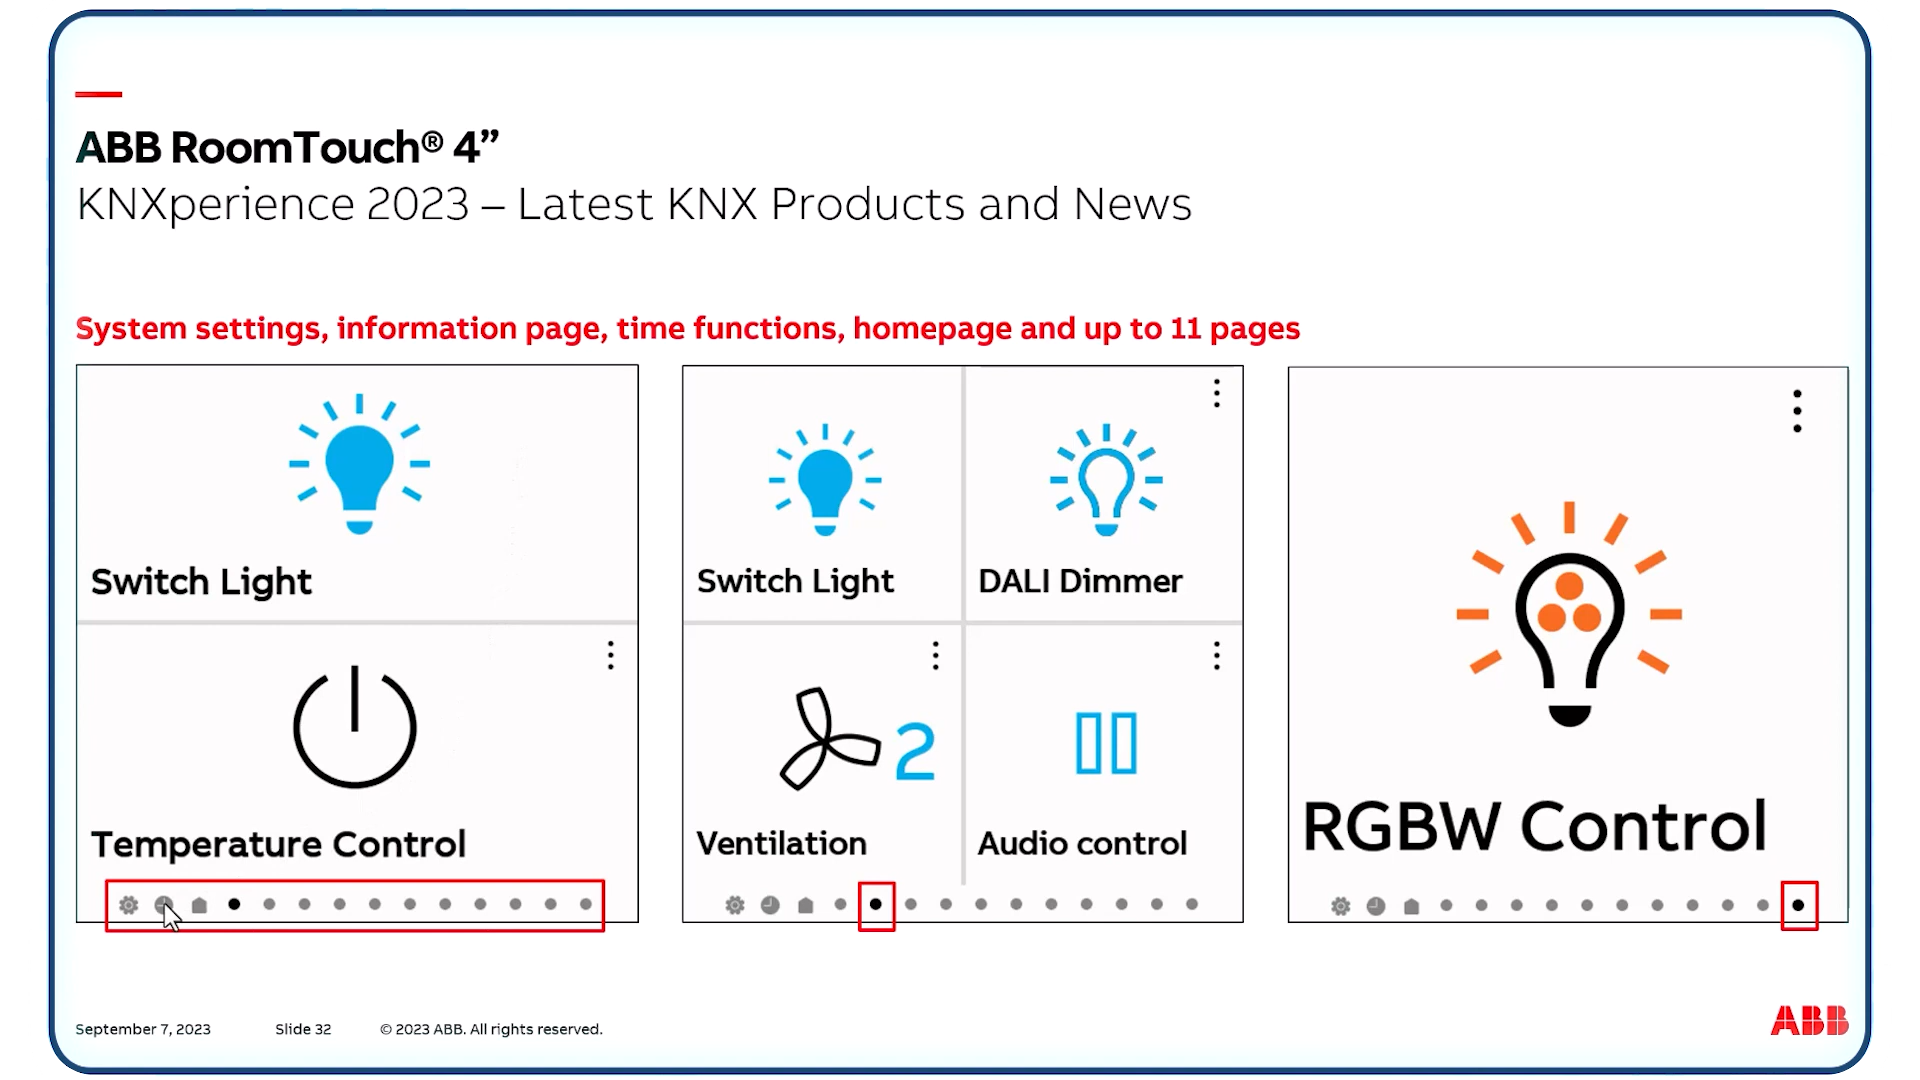 ABB RoomTouch® 4”
KNXperience 2023 – Latest KNX Products and News
System settings, information page, time functions, homepage and up to 11 pages
Switch Light
Temperature Control
Switch Light
DALI Dimmer
2
Ventilation
Audio control
RGBW Control
September 7, 2023
Slide 32
© 2023 ABB. All rights reserved.
ABB